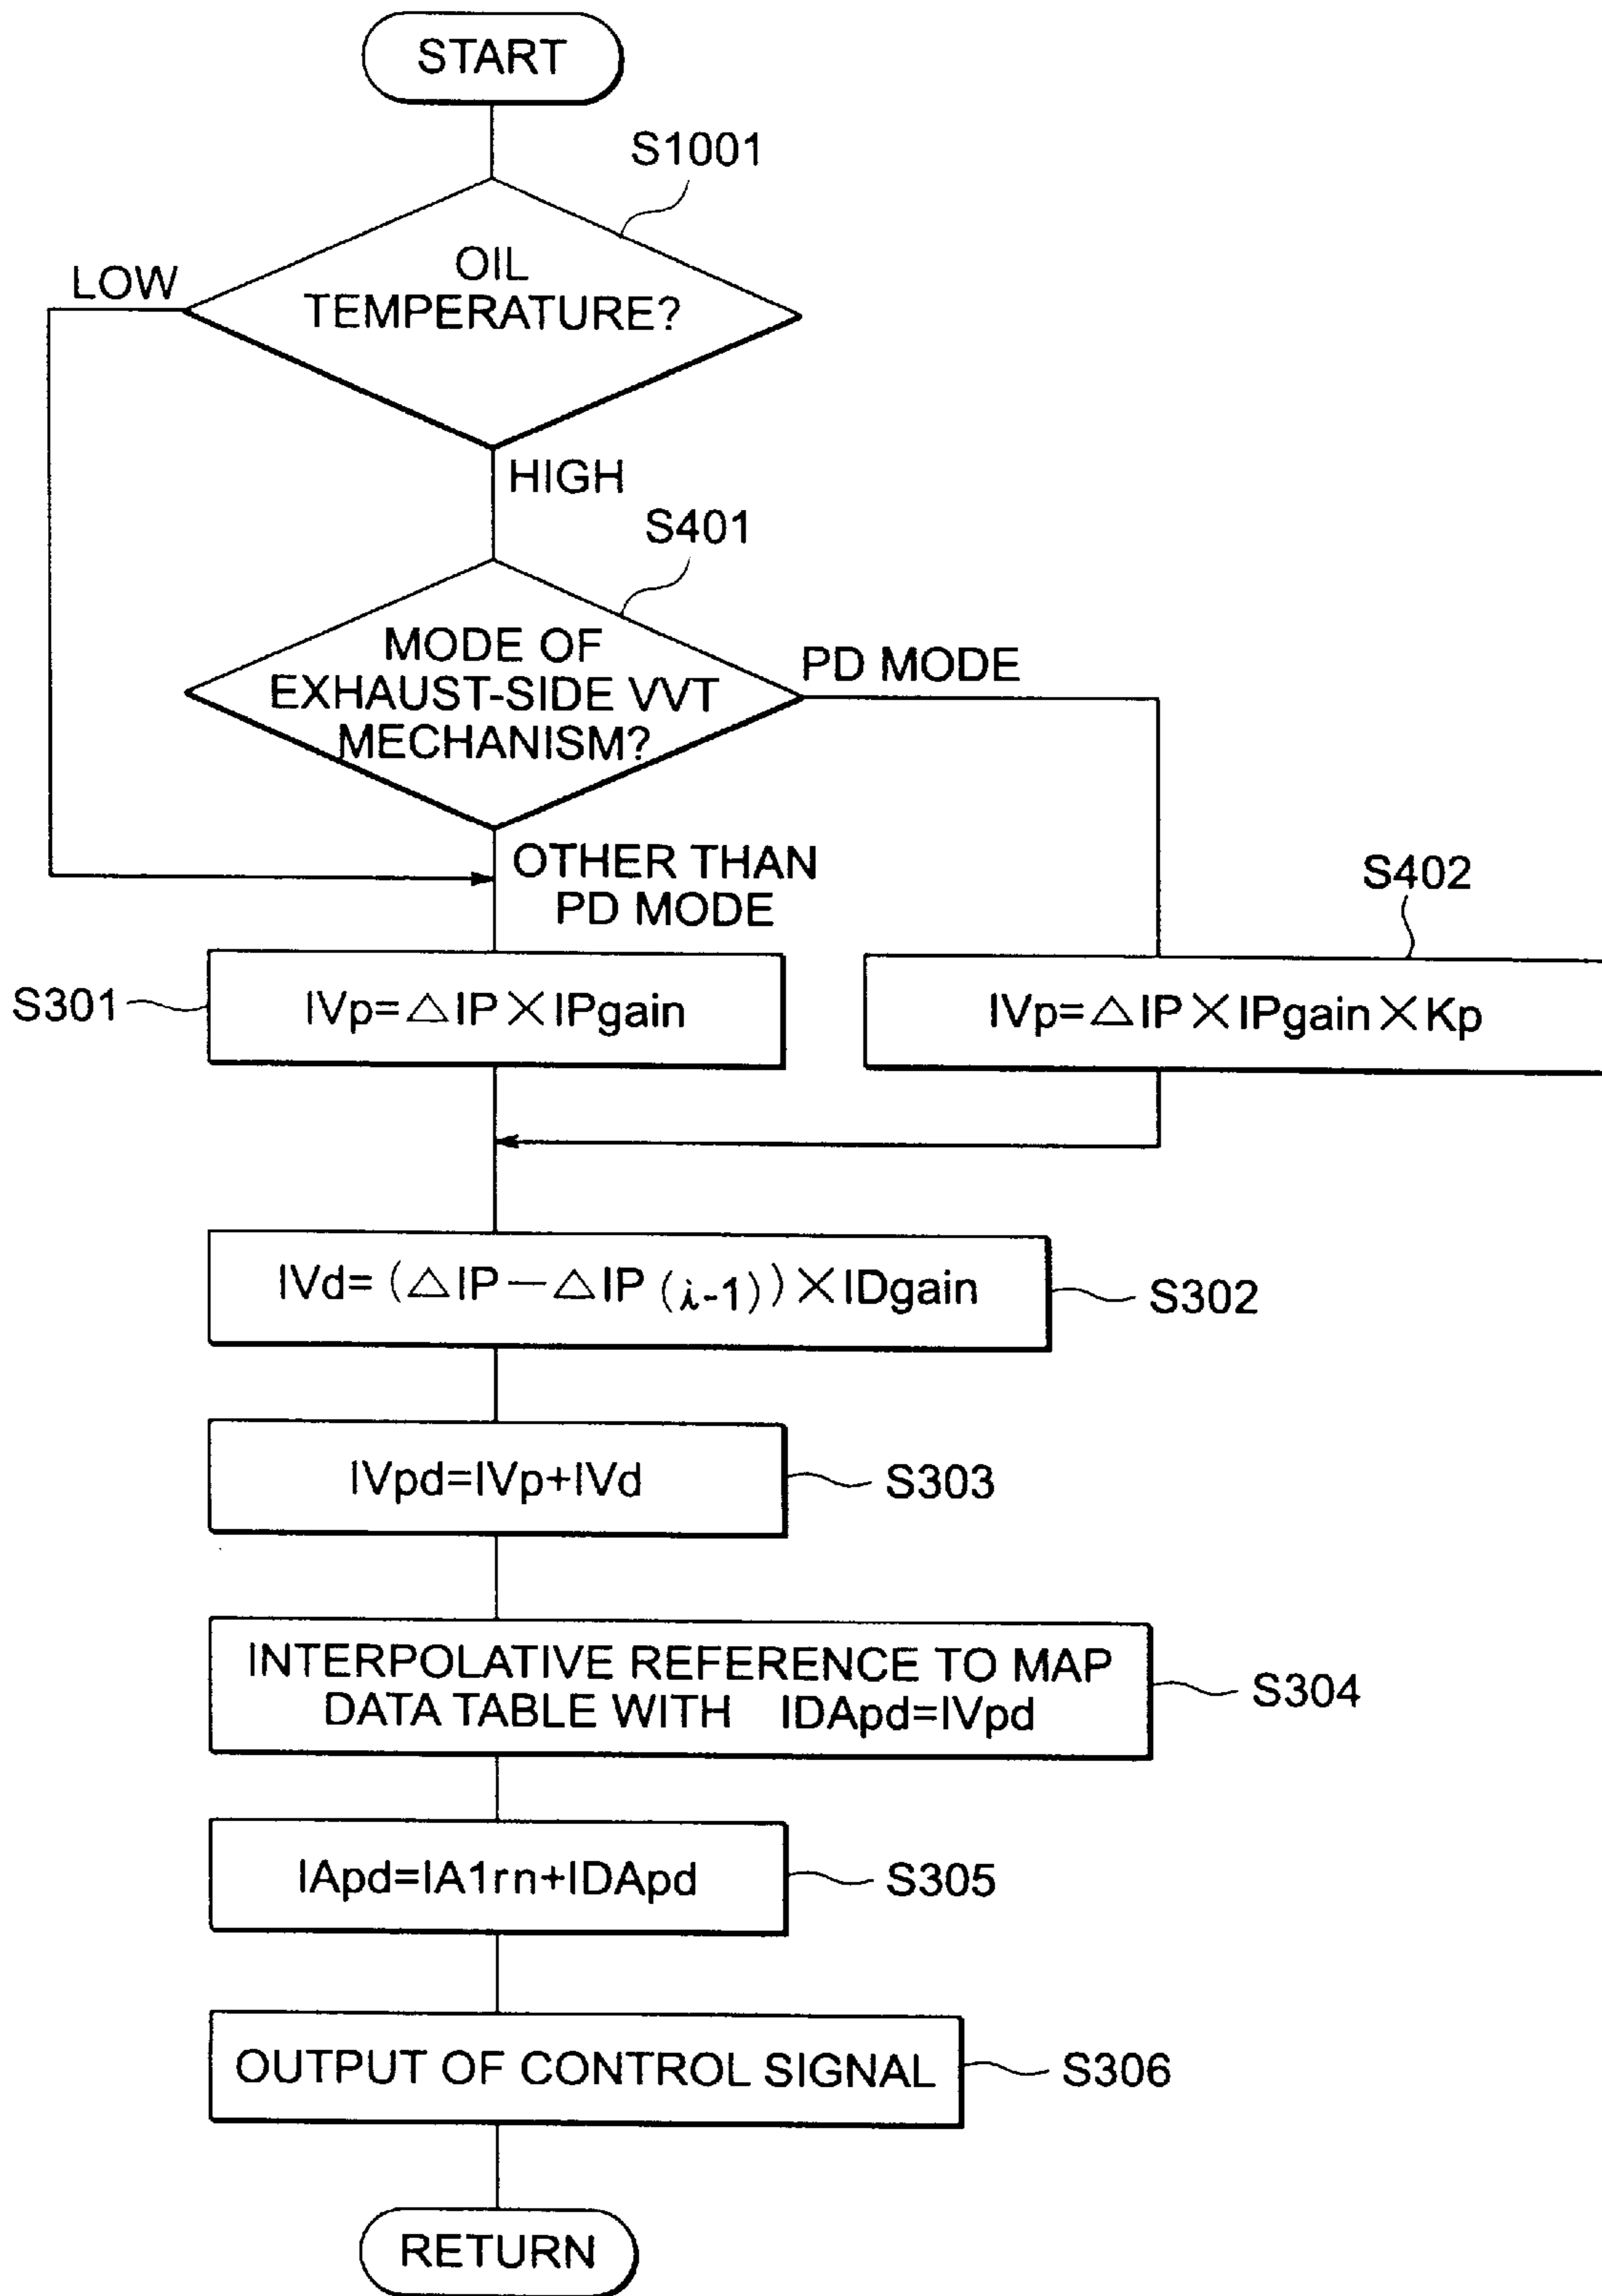 START
S1001
OIL
TEMPERATURE?
LOW
HIGH
S401
MODE OF
EXHAUST-SIDE VVT
MECHANISM?
PD MODE
OTHER THAN
PD MODE
S402
S301
IVp=△IP×IPgain
IVp=△IP×IPgain×Kp
IVd=(△IP−△IP(i-1))×IDgain
S302
IVpd=IVp+IVd
S303
INTERPOLATIVE REFERENCE TO MAP
DATA TABLE WITH IDApd=IVpd
S304
IApd=IA1rn+IDApd
S305
OUTPUT OF CONTROL SIGNAL
S306
RETURN